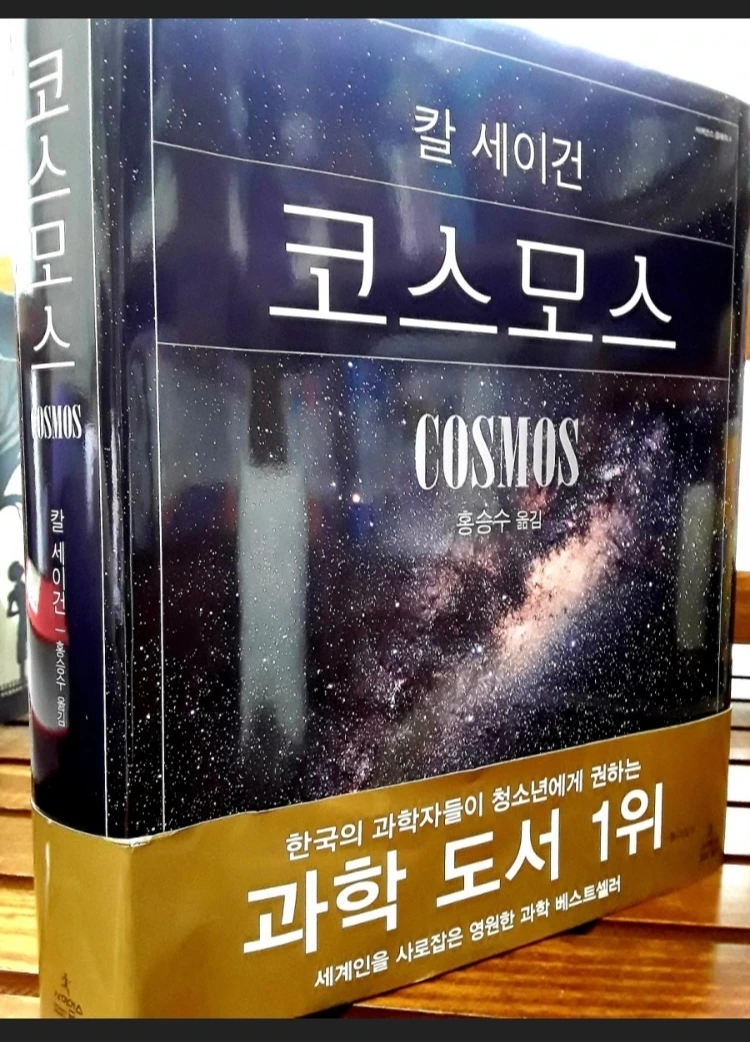 코스모스
COSMOS
칼 세이건 | 홍승수 옮김
칼 세이건
코스모스
COSMOS
홍승수 옮김
한국의 과학자들이 청소년에게 권하는
과학 도서 1위
세계인을 사로잡은 영원한 과학 베스트셀러